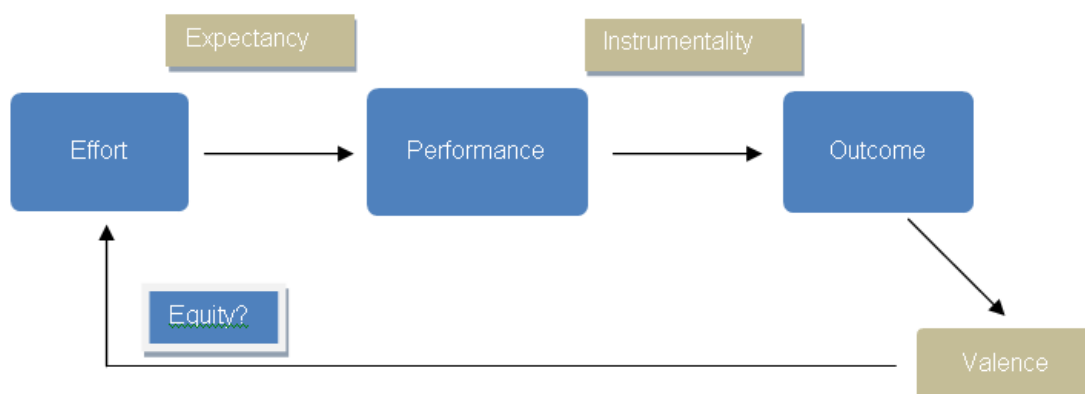 Expectancy
Instrumentality
Effort
Performance
Outcome
Equity?
Valence